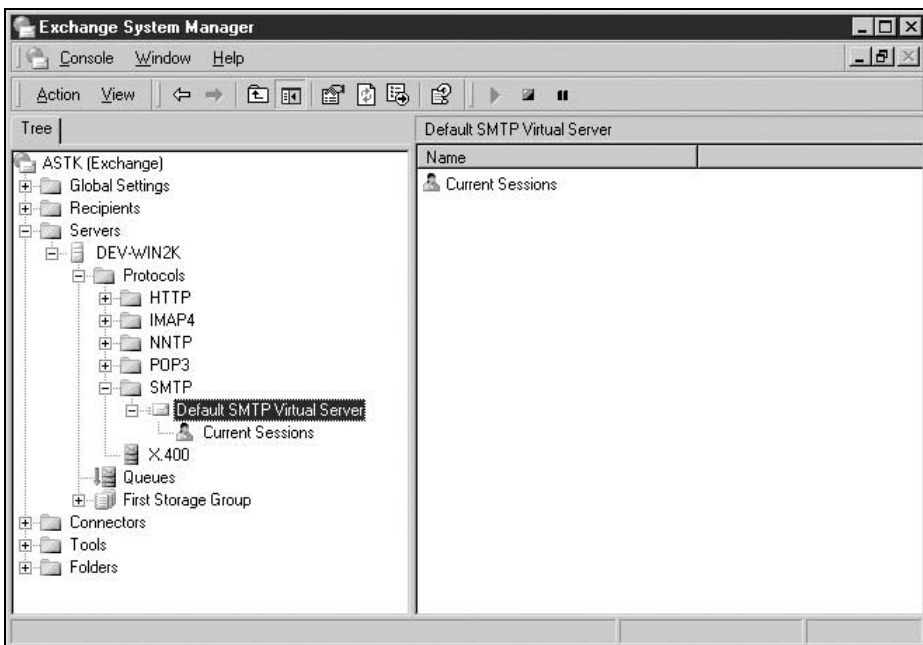 Exchange System Manager
Console Window Help
Action View
Tree
Default SMTP Virtual Server
Name
ASTK (Exchange)
Global Settings
Recipients
Servers
DEV-WIN2K
Protocols
HTTP
IMAP4
NNTP
POP3
SMTP
Default SMTP Virtual Server
Current Sessions
X.400
Queues
First Storage Group
Connectors
Tools
Folders
Current Sessions